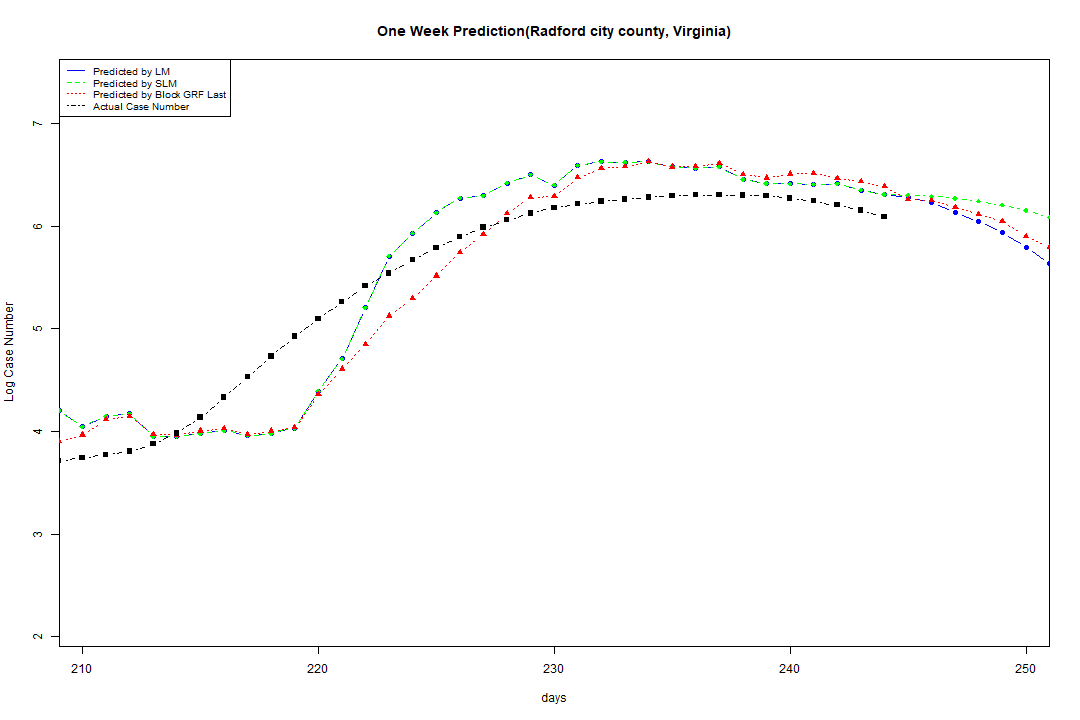 One Week Prediction(Radford city county, Virginia)
Predicted by LM
Predicted by SLM
Predicted by Block GRF Last
Actual Case Number
7
6
5
4
3
2
Log Case Number
210 220 230 240 250
days